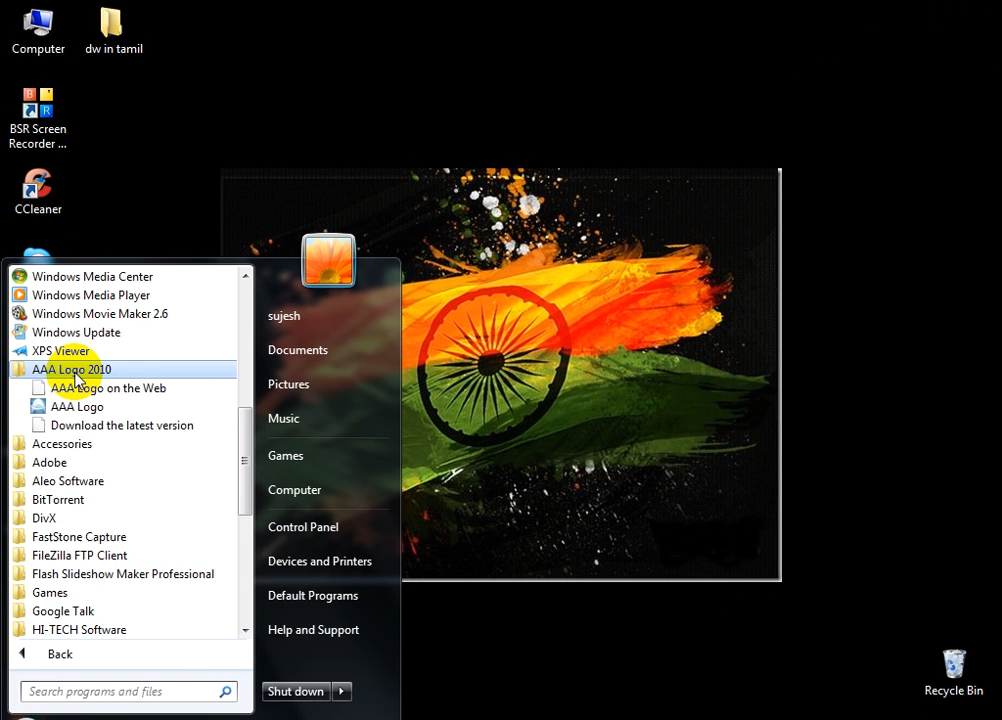 Computer
dw in tamil
BSR Screen
Recorder ...
CCleaner
Windows Media Center
Windows Media Player
Windows Movie Maker 2.6
Windows Update
XPS Viewer
AAA Logo 2010
AAA Logo on the Web
AAA Logo
Download the latest version
Accessories
Adobe
Aleo Software
BitTorrent
DivX
FastStone Capture
FileZilla FTP Client
Flash Slideshow Maker Professional
Games
Google Talk
HI-TECH Software
Back
Search programs and files
sujesh
Documents
Pictures
Music
Games
Computer
Control Panel
Devices and Printers
Default Programs
Help and Support
Shut down
Recycle Bin